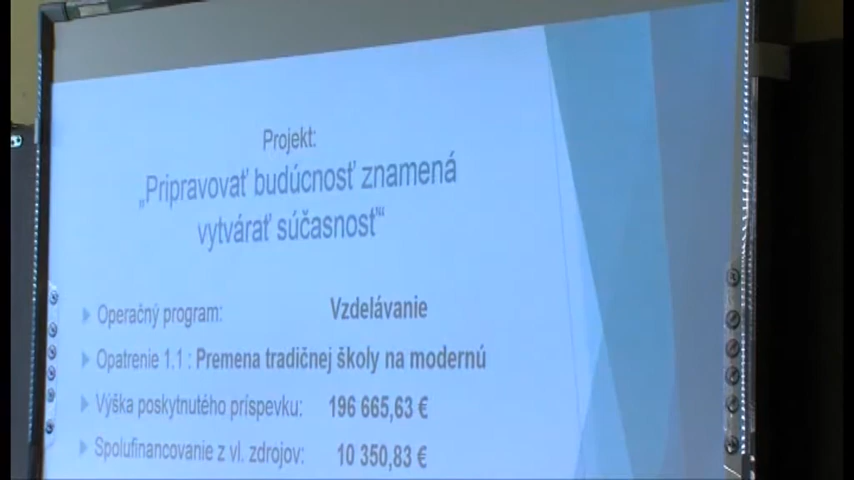 Projekt:
„Pripravovať budúcnosť znamená
vytvárať súčasnosť“
Operačný program: Vzdelávanie
Opatrenie 1.1 : Premena tradičnej školy na modernú
Výška poskytnutého príspevku: 196 665,63 €
Spolufinancovanie z vl. zdrojov: 10 350,83 €